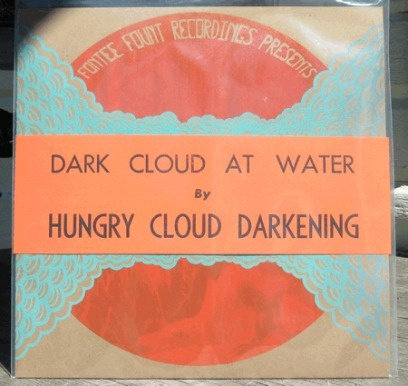 FONTEE FOUNT RECORDINGS PRESENTS
DARK CLOUD AT WATER
By
HUNGRY CLOUD DARKENING